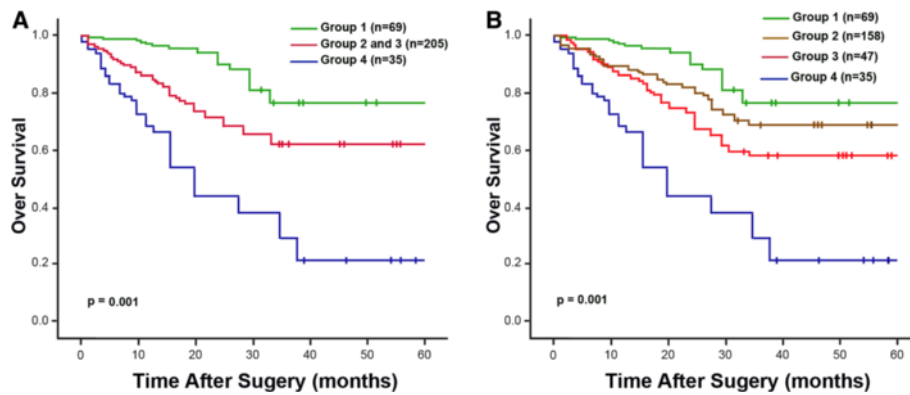 A
Group 1 (n=69)
Group 2 and 3 (n=205)
Group 4 (n=35)
1.0
0.8
0.6
0.4
0.2
0.0
Over Survival
p = 0.001
0 10 20 30 40 50 60
Time After Sugery (months)
B
Group 1 (n=69)
Group 2 (n=158)
Group 3 (n=47)
Group 4 (n=35)
1.0
0.8
0.6
0.4
0.2
0.0
Over Survival
p = 0.001
0 10 20 30 40 50 60
Time After Sugery (months)